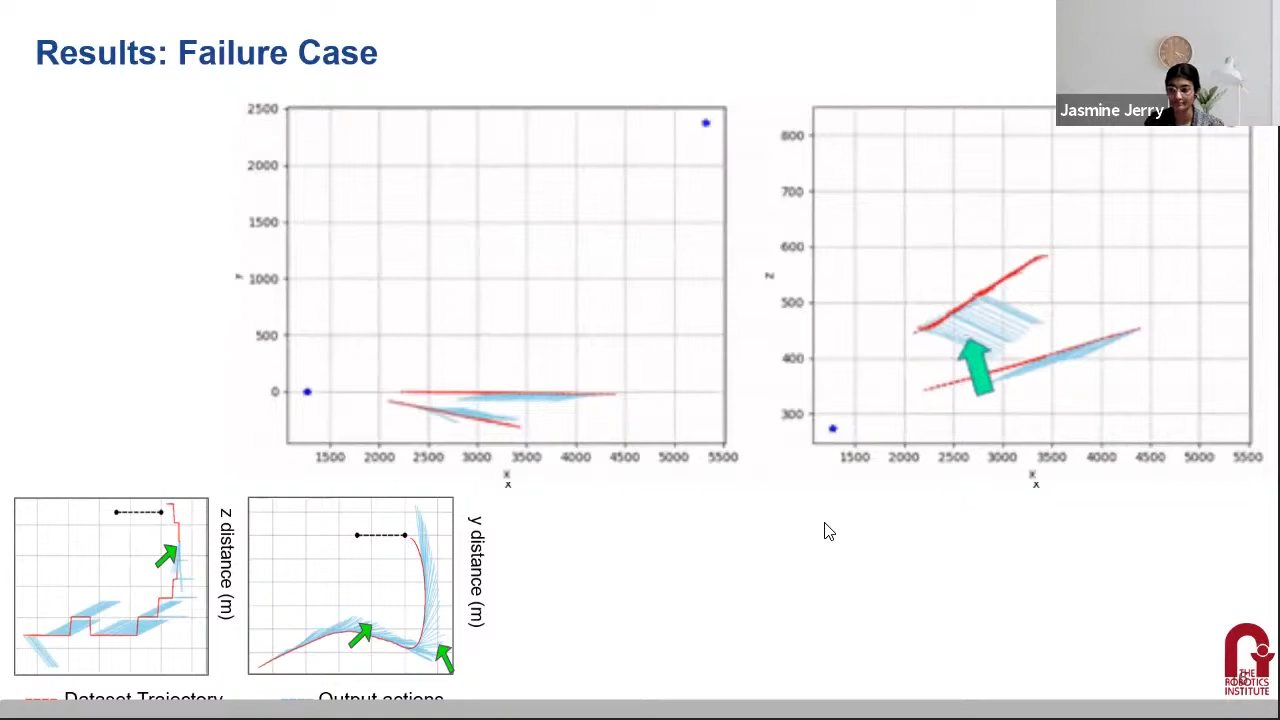 Results: Failure Case
Jasmine Jerry
2500
2000
1500
1000
500
0
y
1500 2000 2500 3000 3500 4000 4500 5000 5500
x
x
800
700
600
500
400
300
z
1500 2000 2500 3000 3500 4000 4500 5000 5500
x
x
z distance (m)
y distance (m)
Dataset Trajectory
Output actions
THE
ROBOTICS
INSTITUTE